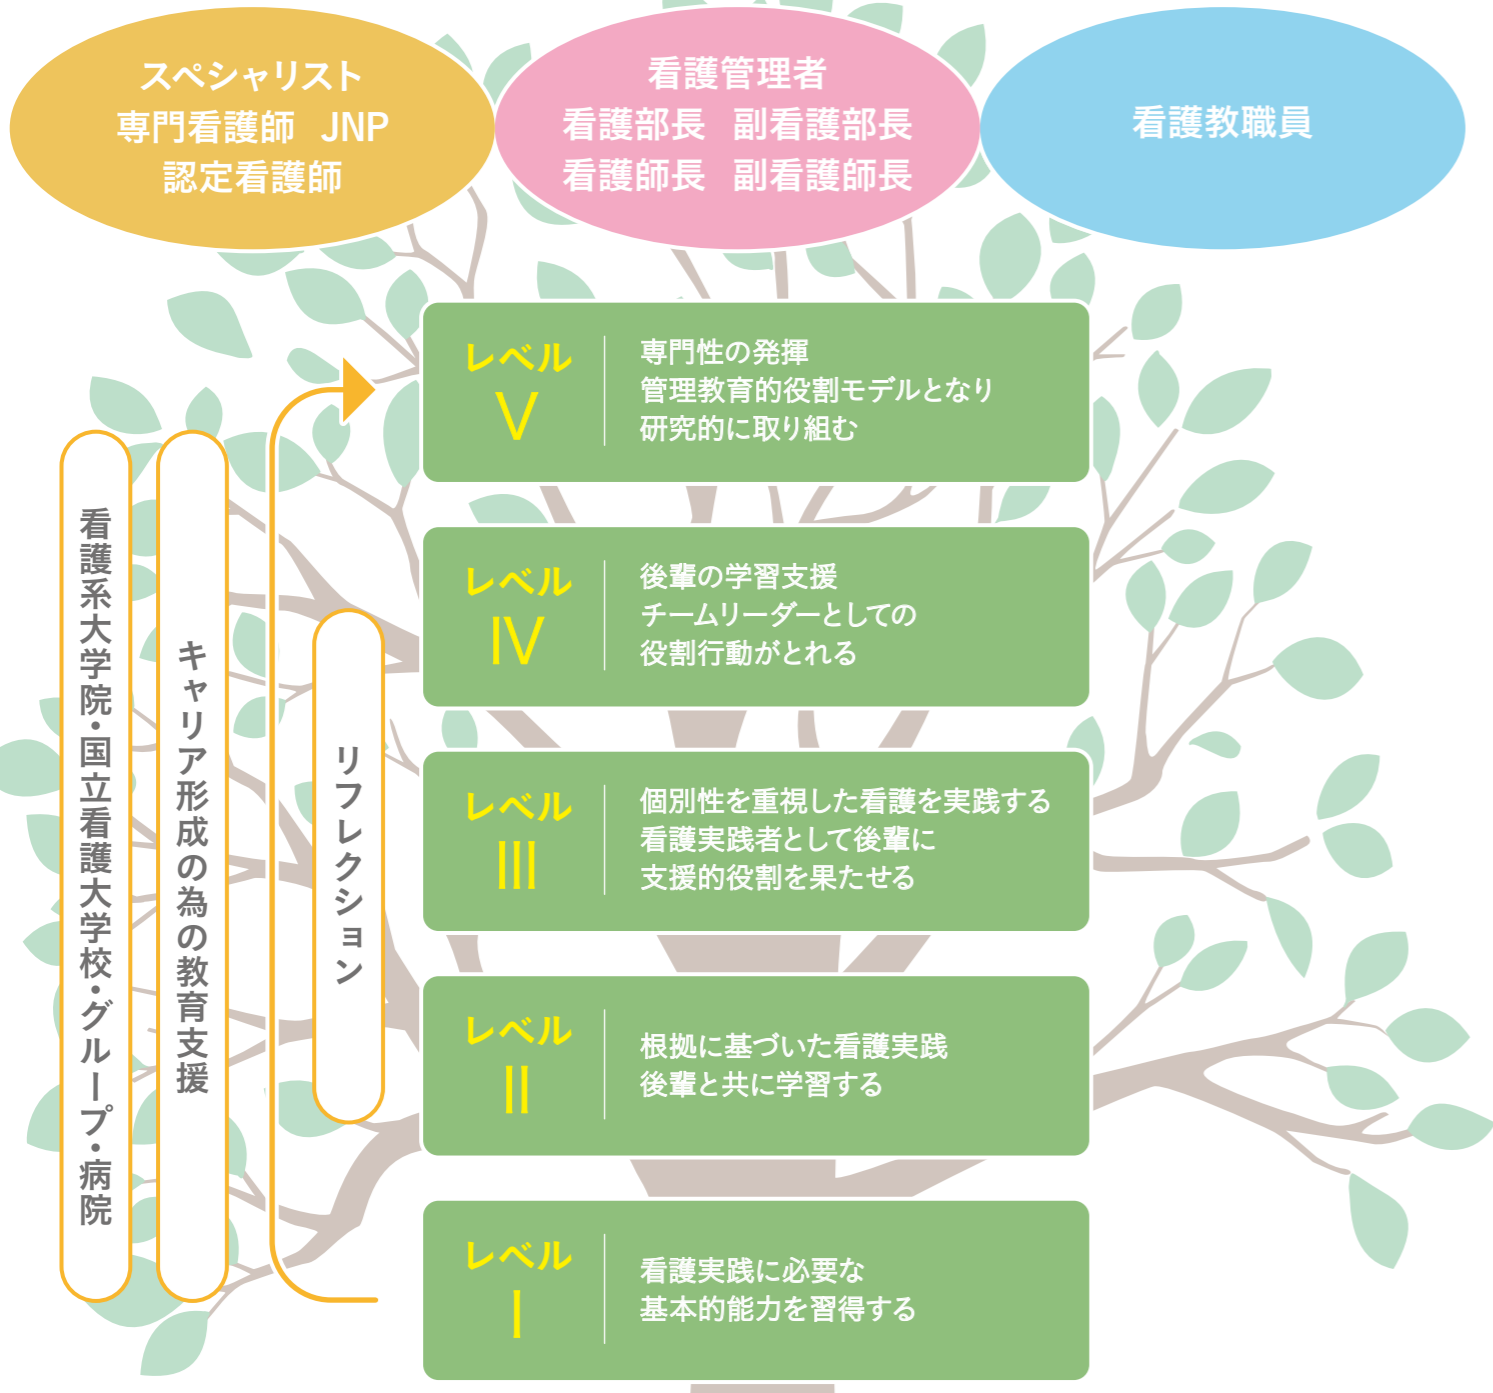 スペシャリスト
専門看護師 JNP
認定看護師
看護管理者
看護部長 副看護部長
看護師長 副看護師長
看護教職員
レベル
Ⅴ
専門性の発揮
管理教育的役割モデルとなり
研究的に取り組む
レベル
Ⅳ
後輩の学習支援
チームリーダーとしての
役割行動がとれる
レベル
Ⅲ
個別性を重視した看護を実践する
看護実践者として後輩に
支援的役割を果たせる
レベル
Ⅱ
根拠に基づいた看護実践
後輩と共に学習する
レベル
Ⅰ
看護実践に必要な
基本的能力を習得する
看護系大学院・国立看護大学校・グループ・病院
キャリア形成の為の教育支援
リフレクション